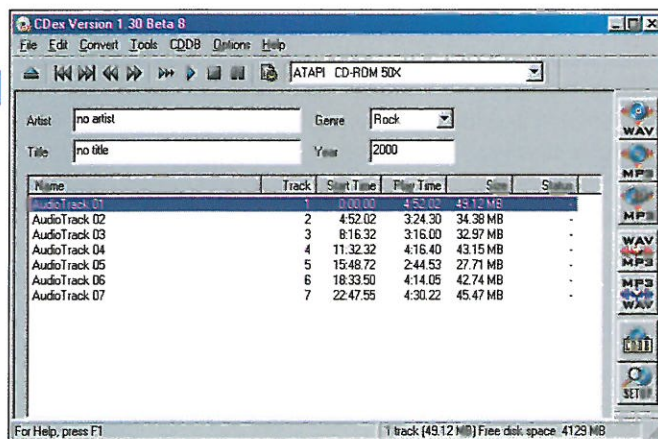 CDex Version 1.30 Beta 8
File Edit Convert Tools CDDB Options Help
ATAPI CD-ROM 50X
Artist no artist Genre Rock
Title no title Year 2000
Name Track Start Time Play Time Size Status
AudioTrack 01 1 0:00.00 4:52.02 49.12 MB -
AudioTrack 02 2 4:52.02 3:24.30 34.38 MB -
AudioTrack 03 3 8:16.32 3:16.00 32.97 MB -
AudioTrack 04 4 11:32.32 4:16.40 43.15 MB -
AudioTrack 05 5 15:48.72 2:44.53 27.71 MB -
AudioTrack 06 6 18:33.50 4:14.05 42.74 MB -
AudioTrack 07 7 22:47.55 4:30.22 45.47 MB -
WAV
MP3
MP3
WAV
MP3
MP3
WAV
CDDB
SETUP
For Help, press F1 1 track (49.12 MB) Free disk space 4129 MB